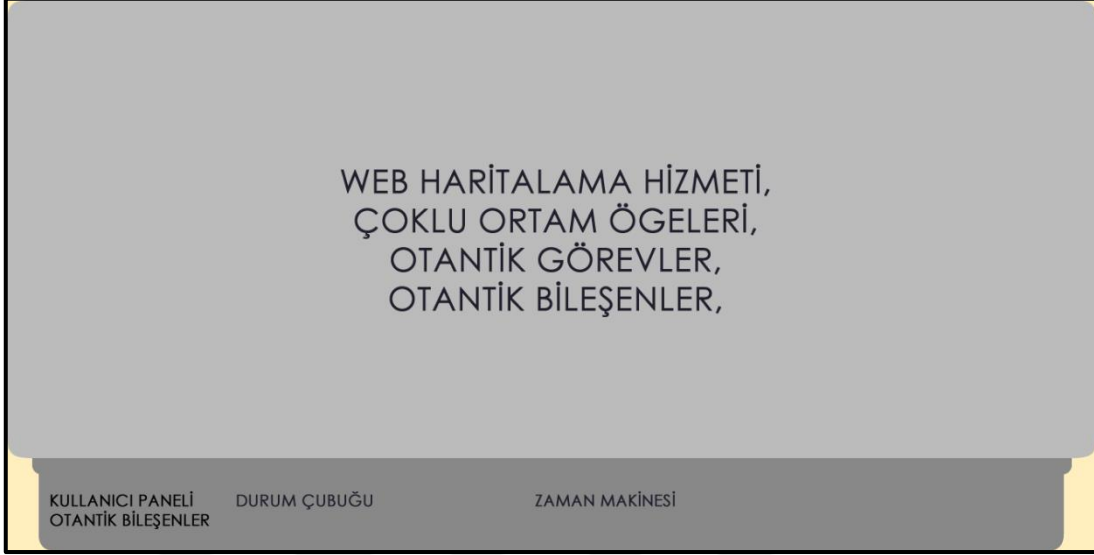 WEB HARİTALAMA HİZMETİ,
ÇOKLU ORTAM ÖGELERİ,
OTANTİK GÖREVLER,
OTANTİK BİLEŞENLER,
KULLANICI PANELİ
OTANTİK BİLEŞENLER
DURUM ÇUBUĞU
ZAMAN MAKİNESİ